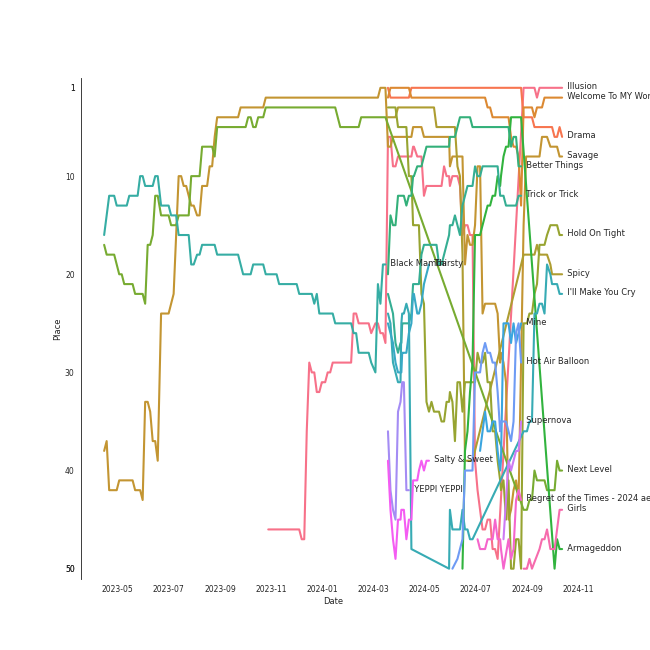 1
Illusion
Welcome To MY Wor
Drama
Savage
Better Things
10
Trick or Trick
Hold On Tight
Black Mamba
Thirsty
20
Spicy
I'll Make You Cry
Mine
Hot Air Balloon
30
Place
Supernova
Salty & Sweet
40
Next Level
YEPPI YEPPI
Regret of the Times - 2024 ae
Girls
Armageddon
50
2023-05
2023-07
2023-09
2023-11
2024-01
2024-03
2024-05
2024-07
2024-09
2024-11
Date